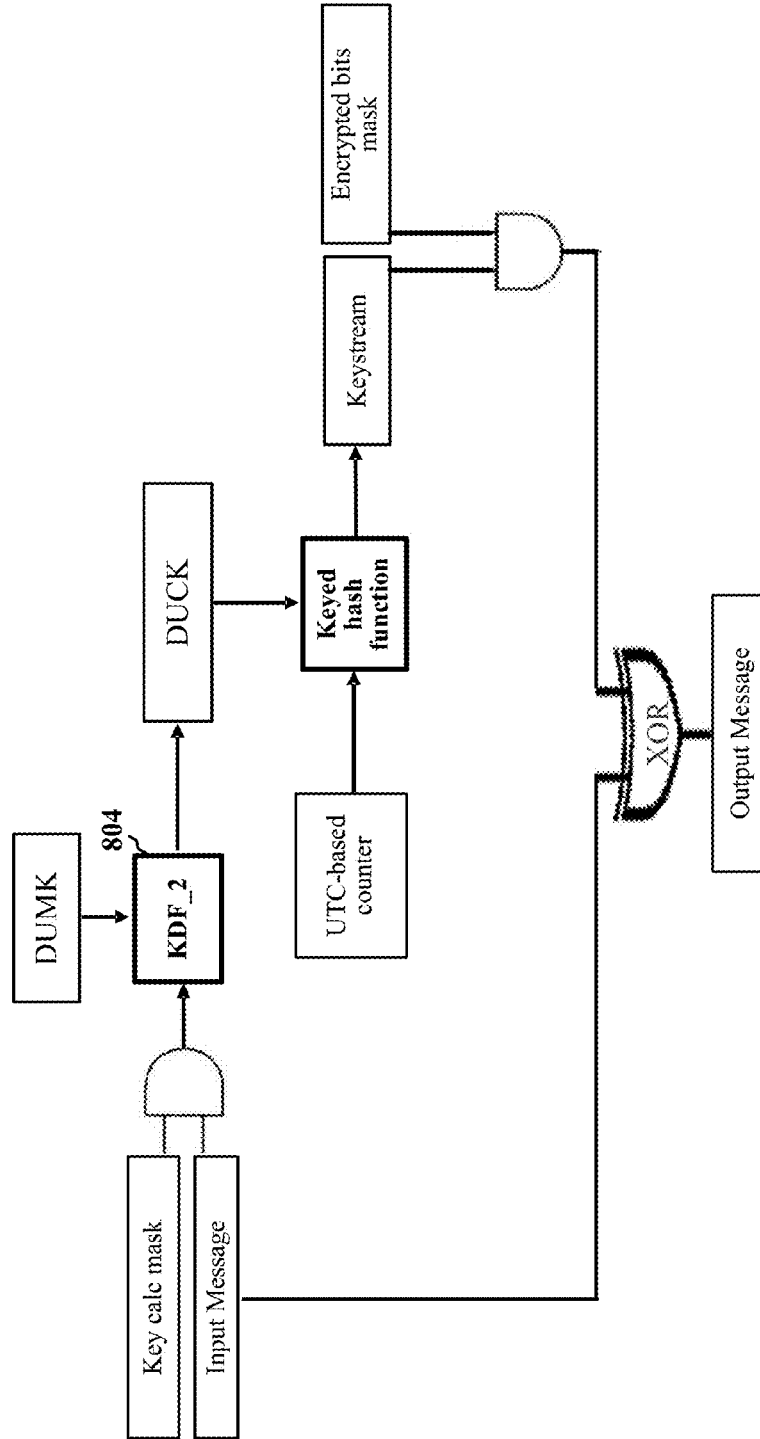 DUMK
804
KDF_2
Key calc mask
Input Message
DUCK
UTC-based
counter
Keyed
hash
function
Keystream
Encrypted bits
mask
XOR
Output Message